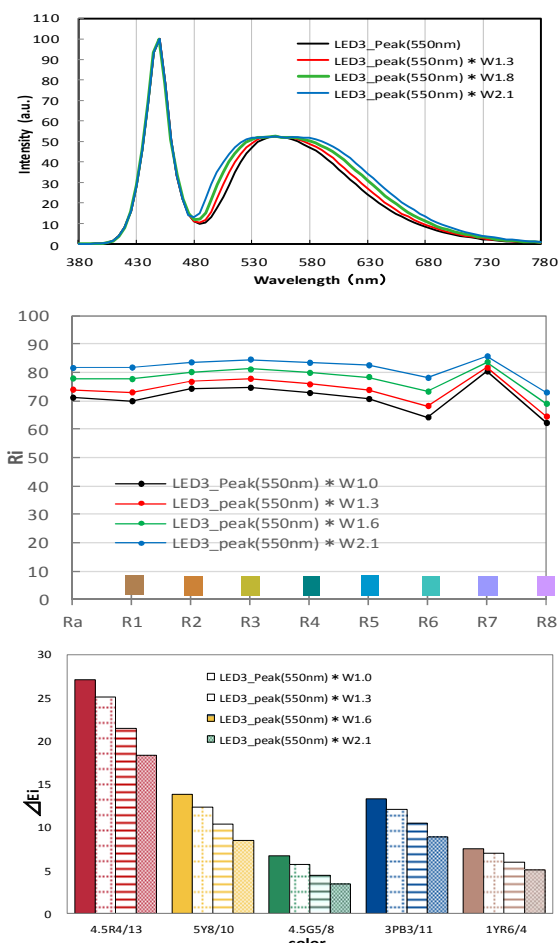 110
100
90
80
70
60
50
40
30
20
10
0
Intensity (a.u.)
LED3_Peak(550nm)
LED3_peak(550nm) * W1.3
LED3_peak(550nm) * W1.8
LED3_peak(550nm) * W2.1
380 430 480 530 580 630 680 730 780
Wavelength (nm)
100
90
80
70
60
50
40
30
20
10
0
Ri
LED3_Peak(550nm) * W1.0
LED3_peak(550nm) * W1.3
LED3_peak(550nm) * W1.6
LED3_peak(550nm) * W2.1
Ra R1 R2 R3 R4 R5 R6 R7 R8
30
25
20
15
10
5
0
⊿Ei
LED3_Peak(550nm) * W1.0
LED3_peak(550nm) * W1.3
LED3_peak(550nm) * W1.6
LED3_peak(550nm) * W2.1
4.5R4/13 5Y8/10 4.5G5/8 3PB3/11 1YR6/4
color